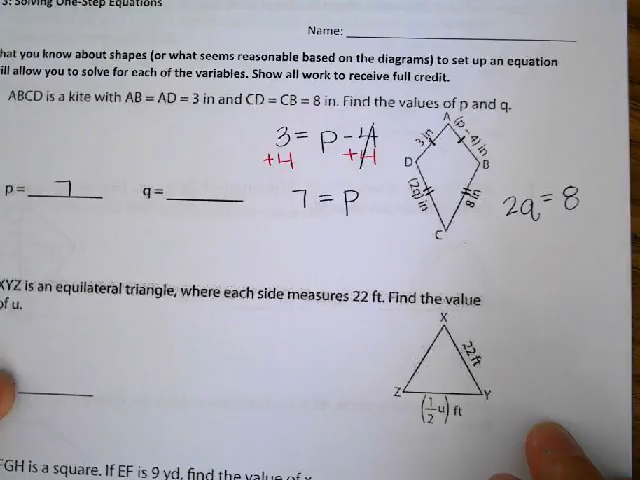 3: Solving One-Step Equations
Name:
hat you know about shapes (or what seems reasonable based on the diagrams) to set up an equation
ill allow you to solve for each of the variables. Show all work to receive full credit.
ABCD is a kite with AB = AD = 3 in and CD = CB = 8 in. Find the values of p and q.
A
3 in
(p - 4) in
D
B
(2q) in
8 in
C
3 = p - 4
+4 +4
7 = p
2q = 8
p = 7 q =
XYZ is an equilateral triangle, where each side measures 22 ft. Find the value
of u.
X
22 ft
Z
Y
(1/2 u) ft
FGH is a square. If EF is 9 yd, find the value of x